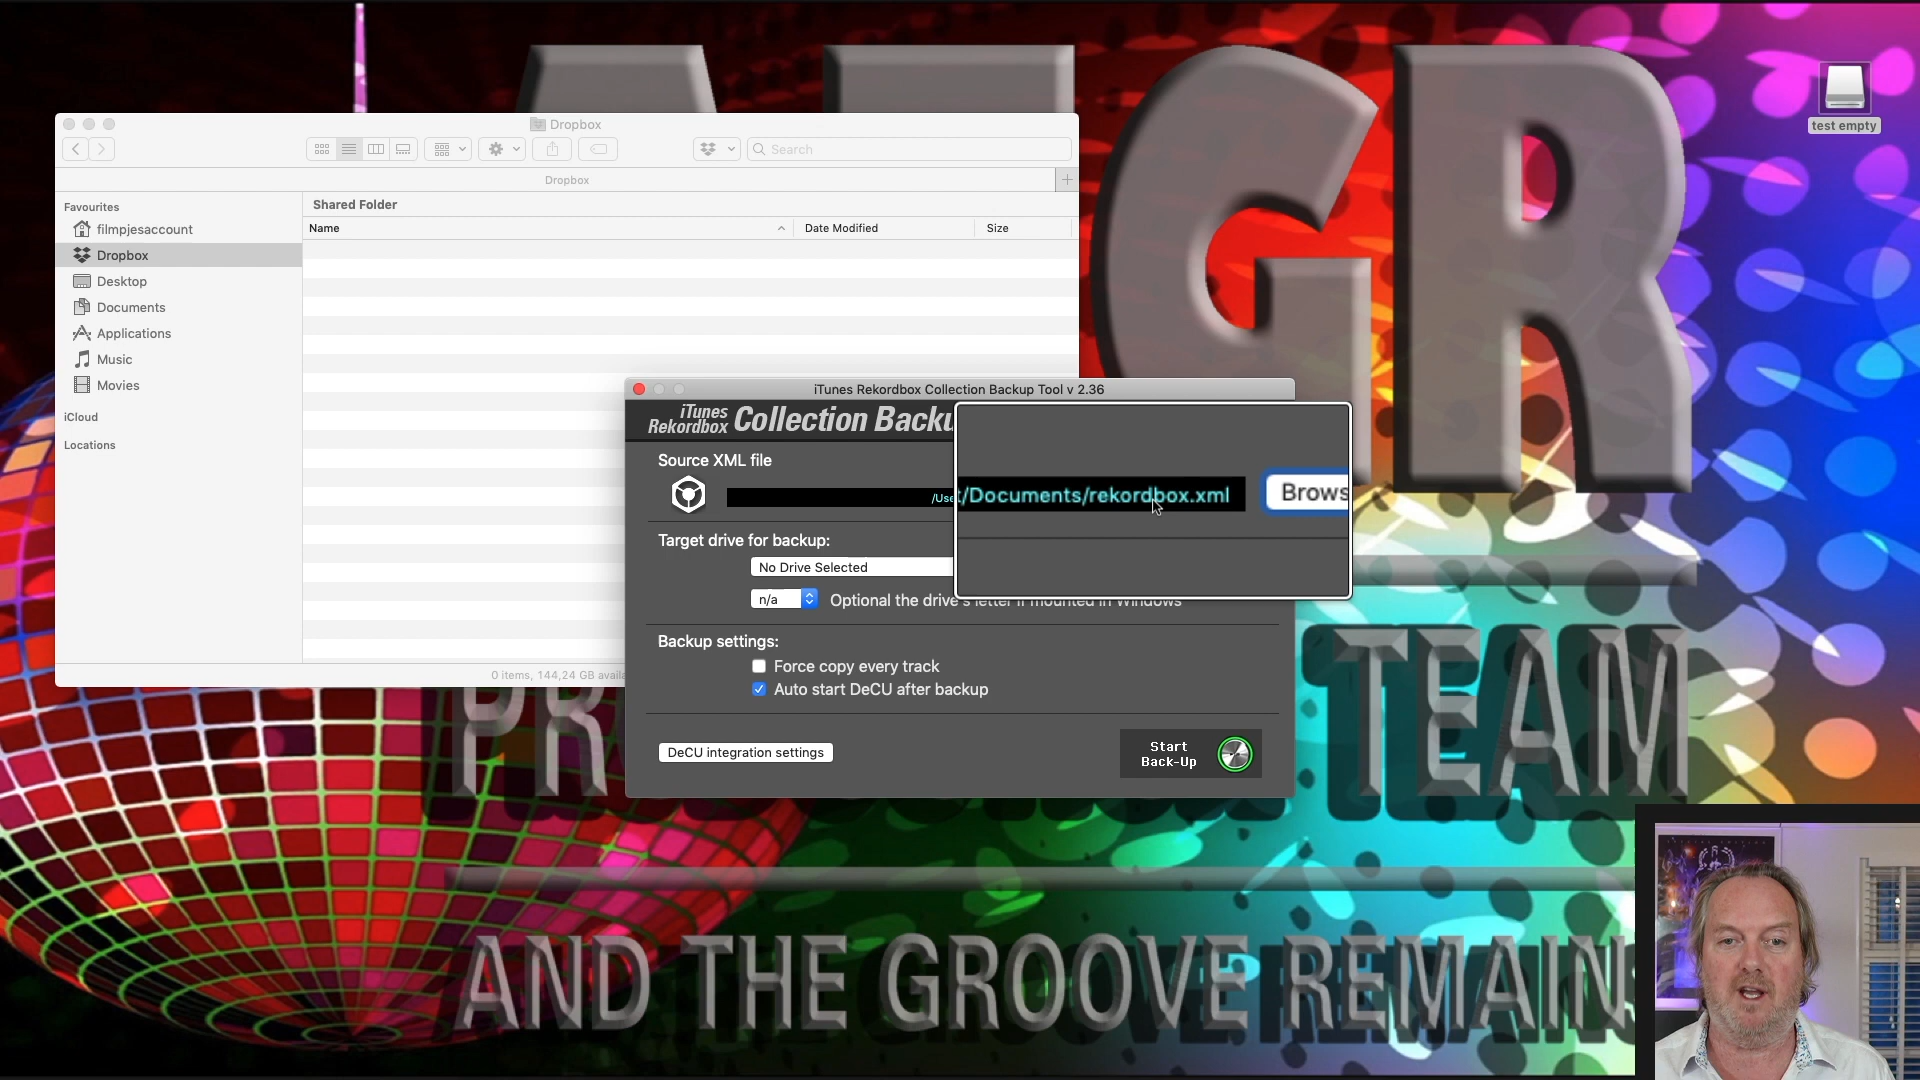 test empty
Dropbox
Search
Dropbox
Favourites
filmpjesaccount
Dropbox
Desktop
Documents
Applications
Music
Movies
iCloud
Locations
Shared Folder
Name
Date Modified
Size
0 items, 144,24 GB
iTunes Rekordbox Collection Backup Tool v 2.36
iTunes
Rekordbox
Collection
Source XML file
/Documents/rekordbox.xml
Target drive for backup:
No Drive Selected
n/a
Optional the drive's letter if mounted in Windows
Backup settings:
Force copy every track
Auto start DeCU after backup
DeCU integration settings
Start
Back-Up
GR
TEAM
AND THE GROOVE REMAIN